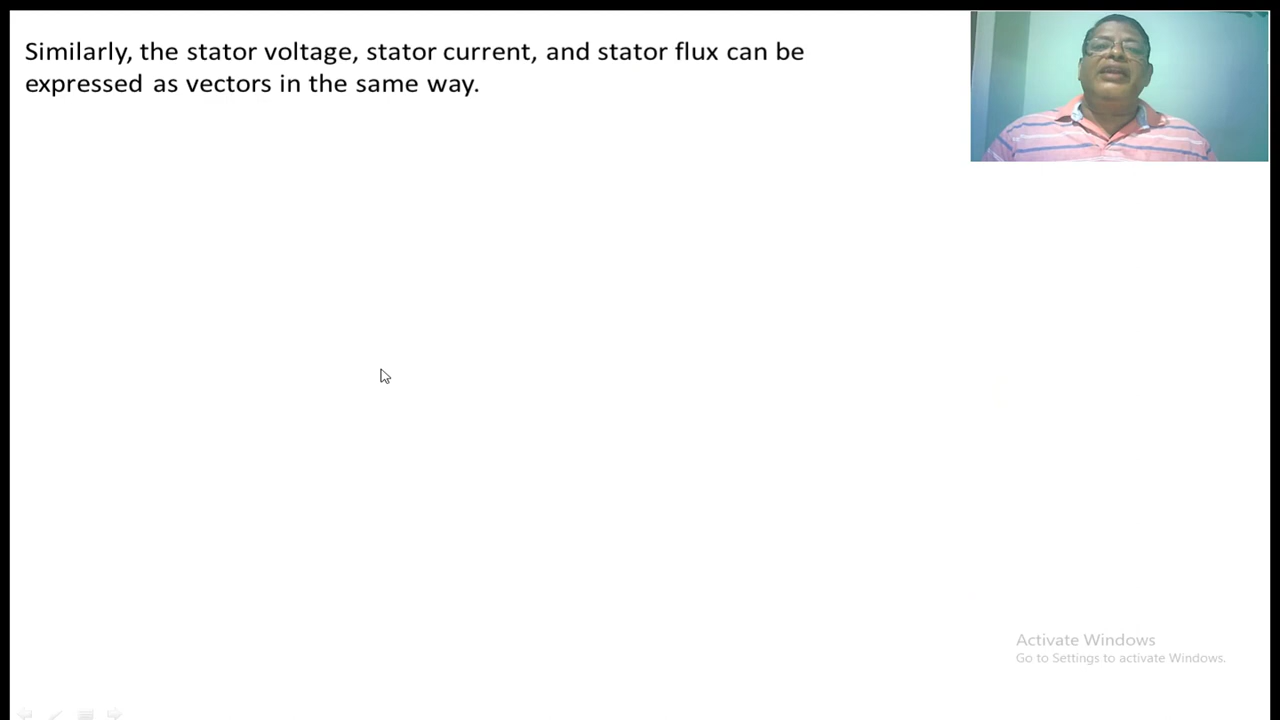 Similarly, the stator voltage, stator current, and stator flux can be
expressed as vectors in the same way.
Activate Windows
Go to Settings to activate Windows.